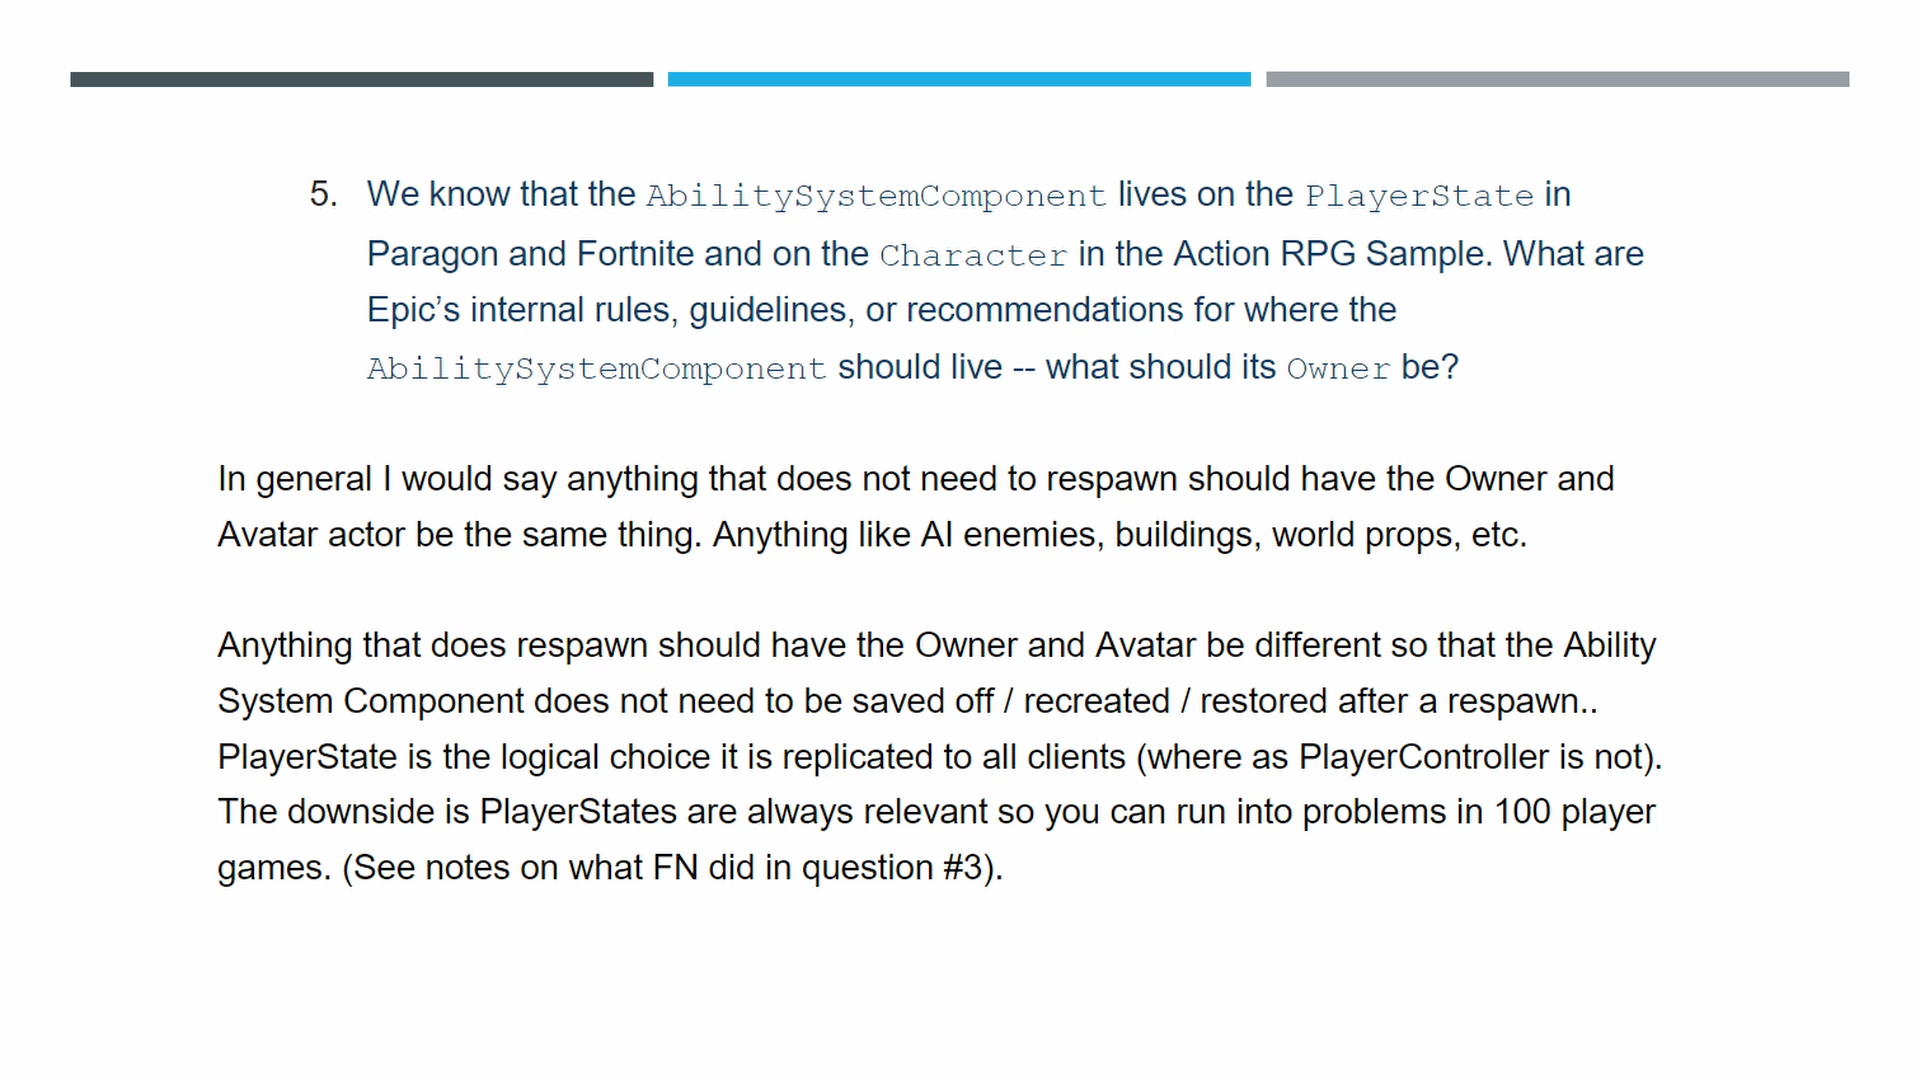 5. We know that the AbilitySystemComponent lives on the PlayerState in
Paragon and Fortnite and on the Character in the Action RPG Sample. What are
Epic’s internal rules, guidelines, or recommendations for where the
AbilitySystemComponent should live -- what should its Owner be?
In general I would say anything that does not need to respawn should have the Owner and
Avatar actor be the same thing. Anything like AI enemies, buildings, world props, etc.
Anything that does respawn should have the Owner and Avatar be different so that the Ability
System Component does not need to be saved off / recreated / restored after a respawn..
PlayerState is the logical choice it is replicated to all clients (where as PlayerController is not).
The downside is PlayerStates are always relevant so you can run into problems in 100 player
games. (See notes on what FN did in question #3).